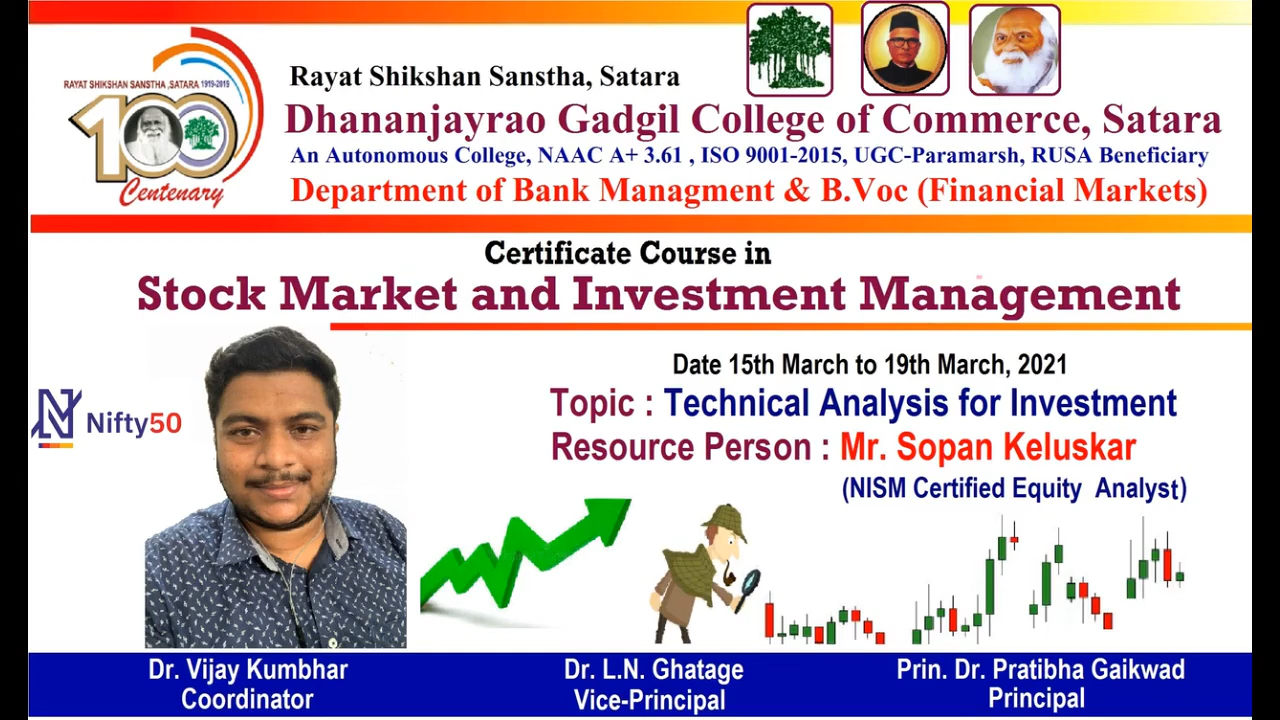 RAYAT SHIKSHAN SANSTHA ,SATARA 1919-2019
100
Centenary
Rayat Shikshan Sanstha, Satara
Dhananjayrao Gadgil College of Commerce, Satara
An Autonomous College, NAAC A+ 3.61 , ISO 9001-2015, UGC-Paramarsh, RUSA Beneficiary
Department of Bank Managment & B.Voc (Financial Markets)
Certificate Course in
Stock Market and Investment Management
Nifty50
Date 15th March to 19th March, 2021
Topic : Technical Analysis for Investment
Resource Person : Mr. Sopan Keluskar
(NISM Certified Equity Analyst)
Dr. Vijay Kumbhar
Coordinator
Dr. L.N. Ghatage
Vice-Principal
Prin. Dr. Pratibha Gaikwad
Principal